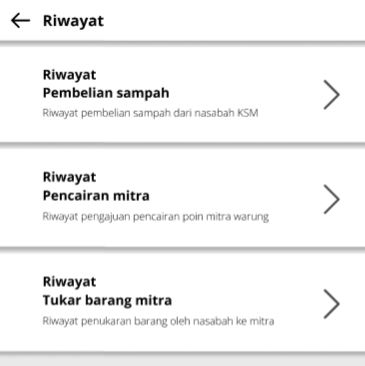 Riwayat
Riwayat
Pembelian sampah
Riwayat pembelian sampah dari nasabah KSM
Riwayat
Pencairan mitra
Riwayat pengajuan pencairan poin mitra warung
Riwayat
Tukar barang mitra
Riwayat penukaran barang oleh nasabah ke mitra